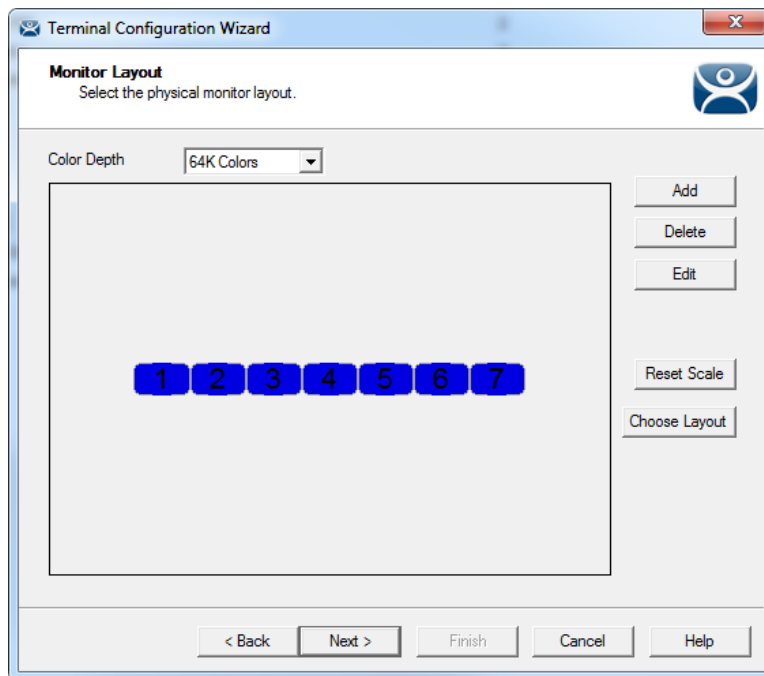 Terminal Configuration Wizard
Monitor Layout
Select the physical monitor layout.
Color Depth 64K Colors
Add
Delete
Edit
1 2 3 4 5 6 7
Reset Scale
Choose Layout
< Back Next > Finish Cancel Help